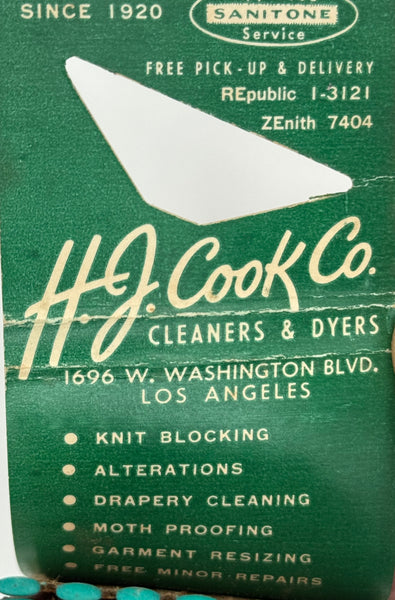 SINCE 1920
SANITONE
Service
FREE PICK-UP & DELIVERY
REpublic 1-3121
ZEnith 7404
H.J. Cook Co.
CLEANERS & DYERS
1696 W. WASHINGTON BLVD.
LOS ANGELES
• KNIT BLOCKING
• ALTERATIONS
• DRAPERY CLEANING
• MOTH PROOFING
• GARMENT RESIZING
• FREE MINOR REPAIRS